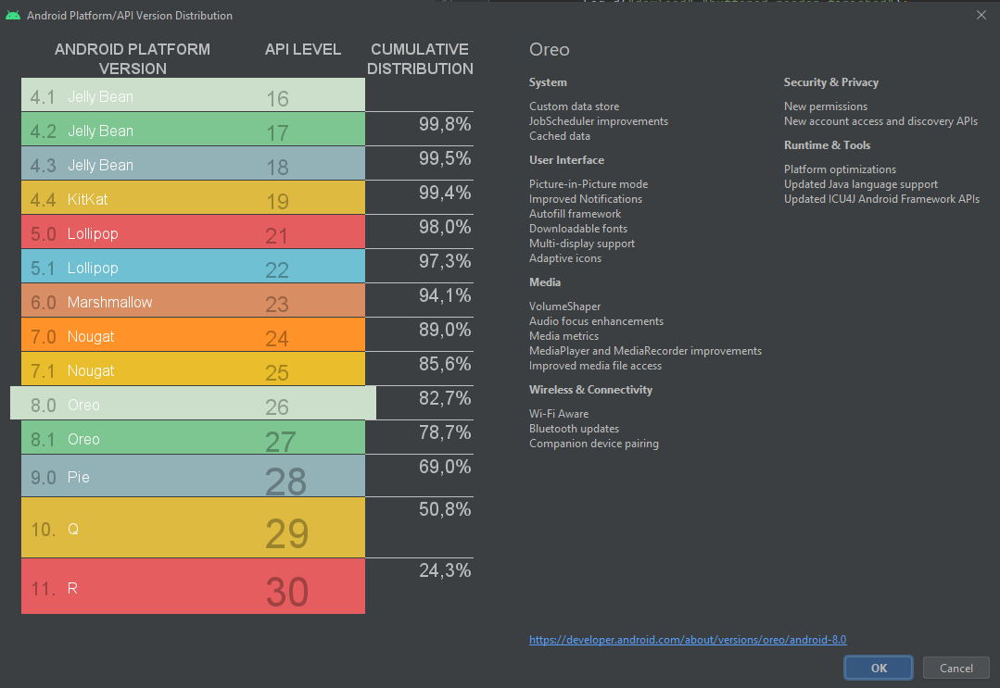 Android Platform/API Version Distribution
ANDROID PLATFORM
VERSION
API LEVEL
CUMULATIVE
DISTRIBUTION
4.1 Jelly Bean 16
99,8%
4.2 Jelly Bean 17
99,5%
4.3 Jelly Bean 18
99,4%
4.4 KitKat 19
98,0%
5.0 Lollipop 21
97,3%
5.1 Lollipop 22
94,1%
6.0 Marshmallow 23
89,0%
7.0 Nougat 24
85,6%
7.1 Nougat 25
82,7%
8.0 Oreo 26
78,7%
8.1 Oreo 27
69,0%
9.0 Pie 28
50,8%
10. Q 29
24,3%
11. R 30
Oreo
System
Custom data store
JobScheduler improvements
Cached data
User Interface
Picture-in-Picture mode
Improved Notifications
Autofill framework
Downloadable fonts
Multi-display support
Adaptive icons
Media
VolumeShaper
Audio focus enhancements
Media metrics
MediaPlayer and MediaRecorder improvements
Improved media file access
Wireless & Connectivity
Wi-Fi Aware
Bluetooth updates
Companion device pairing
Security & Privacy
New permissions
New account access and discovery APIs
Runtime & Tools
Platform optimizations
Updated Java language support
Updated ICU4J Android Framework APIs
https://developer.android.com/about/versions/oreo/android-8.0
OK
Cancel